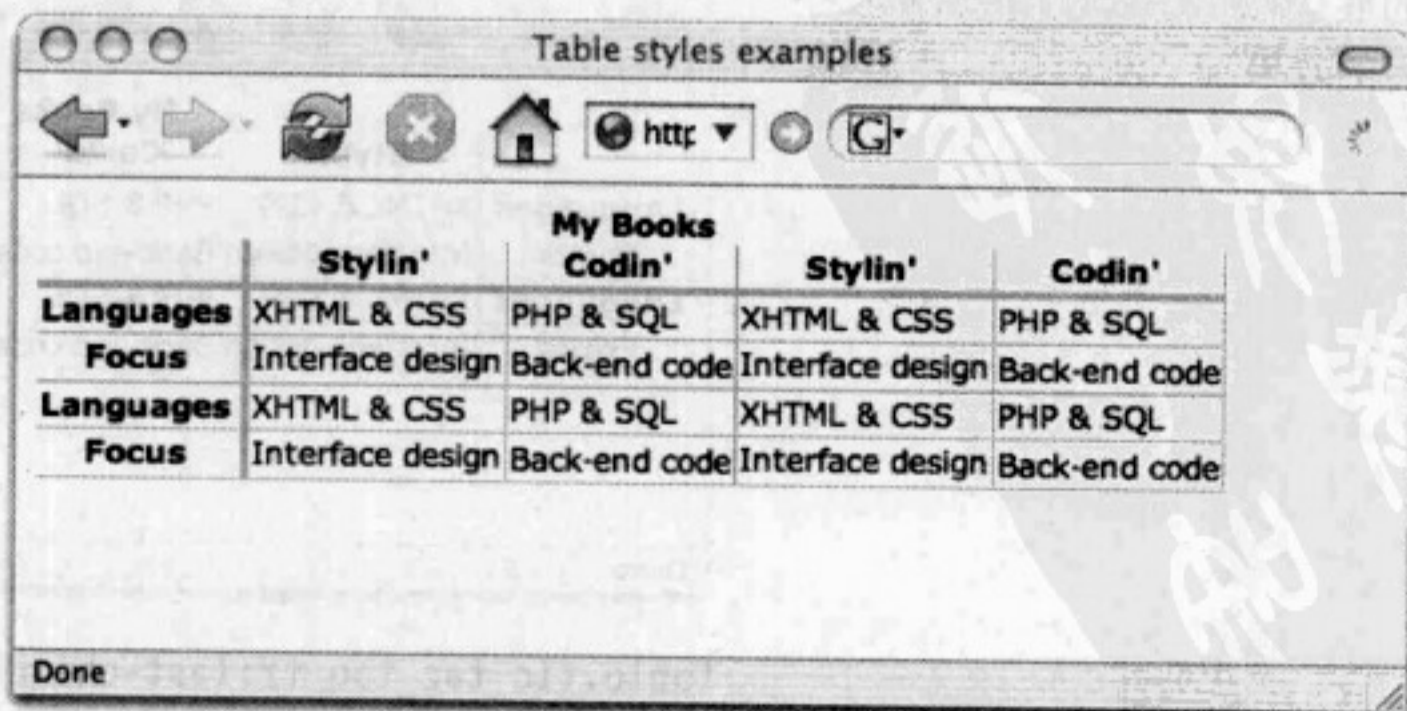 Table styles examples
http
G
My Books
Stylin' Codin' Stylin' Codin'
Languages XHTML & CSS PHP & SQL XHTML & CSS PHP & SQL
Focus Interface design Back-end code Interface design Back-end code
Languages XHTML & CSS PHP & SQL XHTML & CSS PHP & SQL
Focus Interface design Back-end code Interface design Back-end code
Done